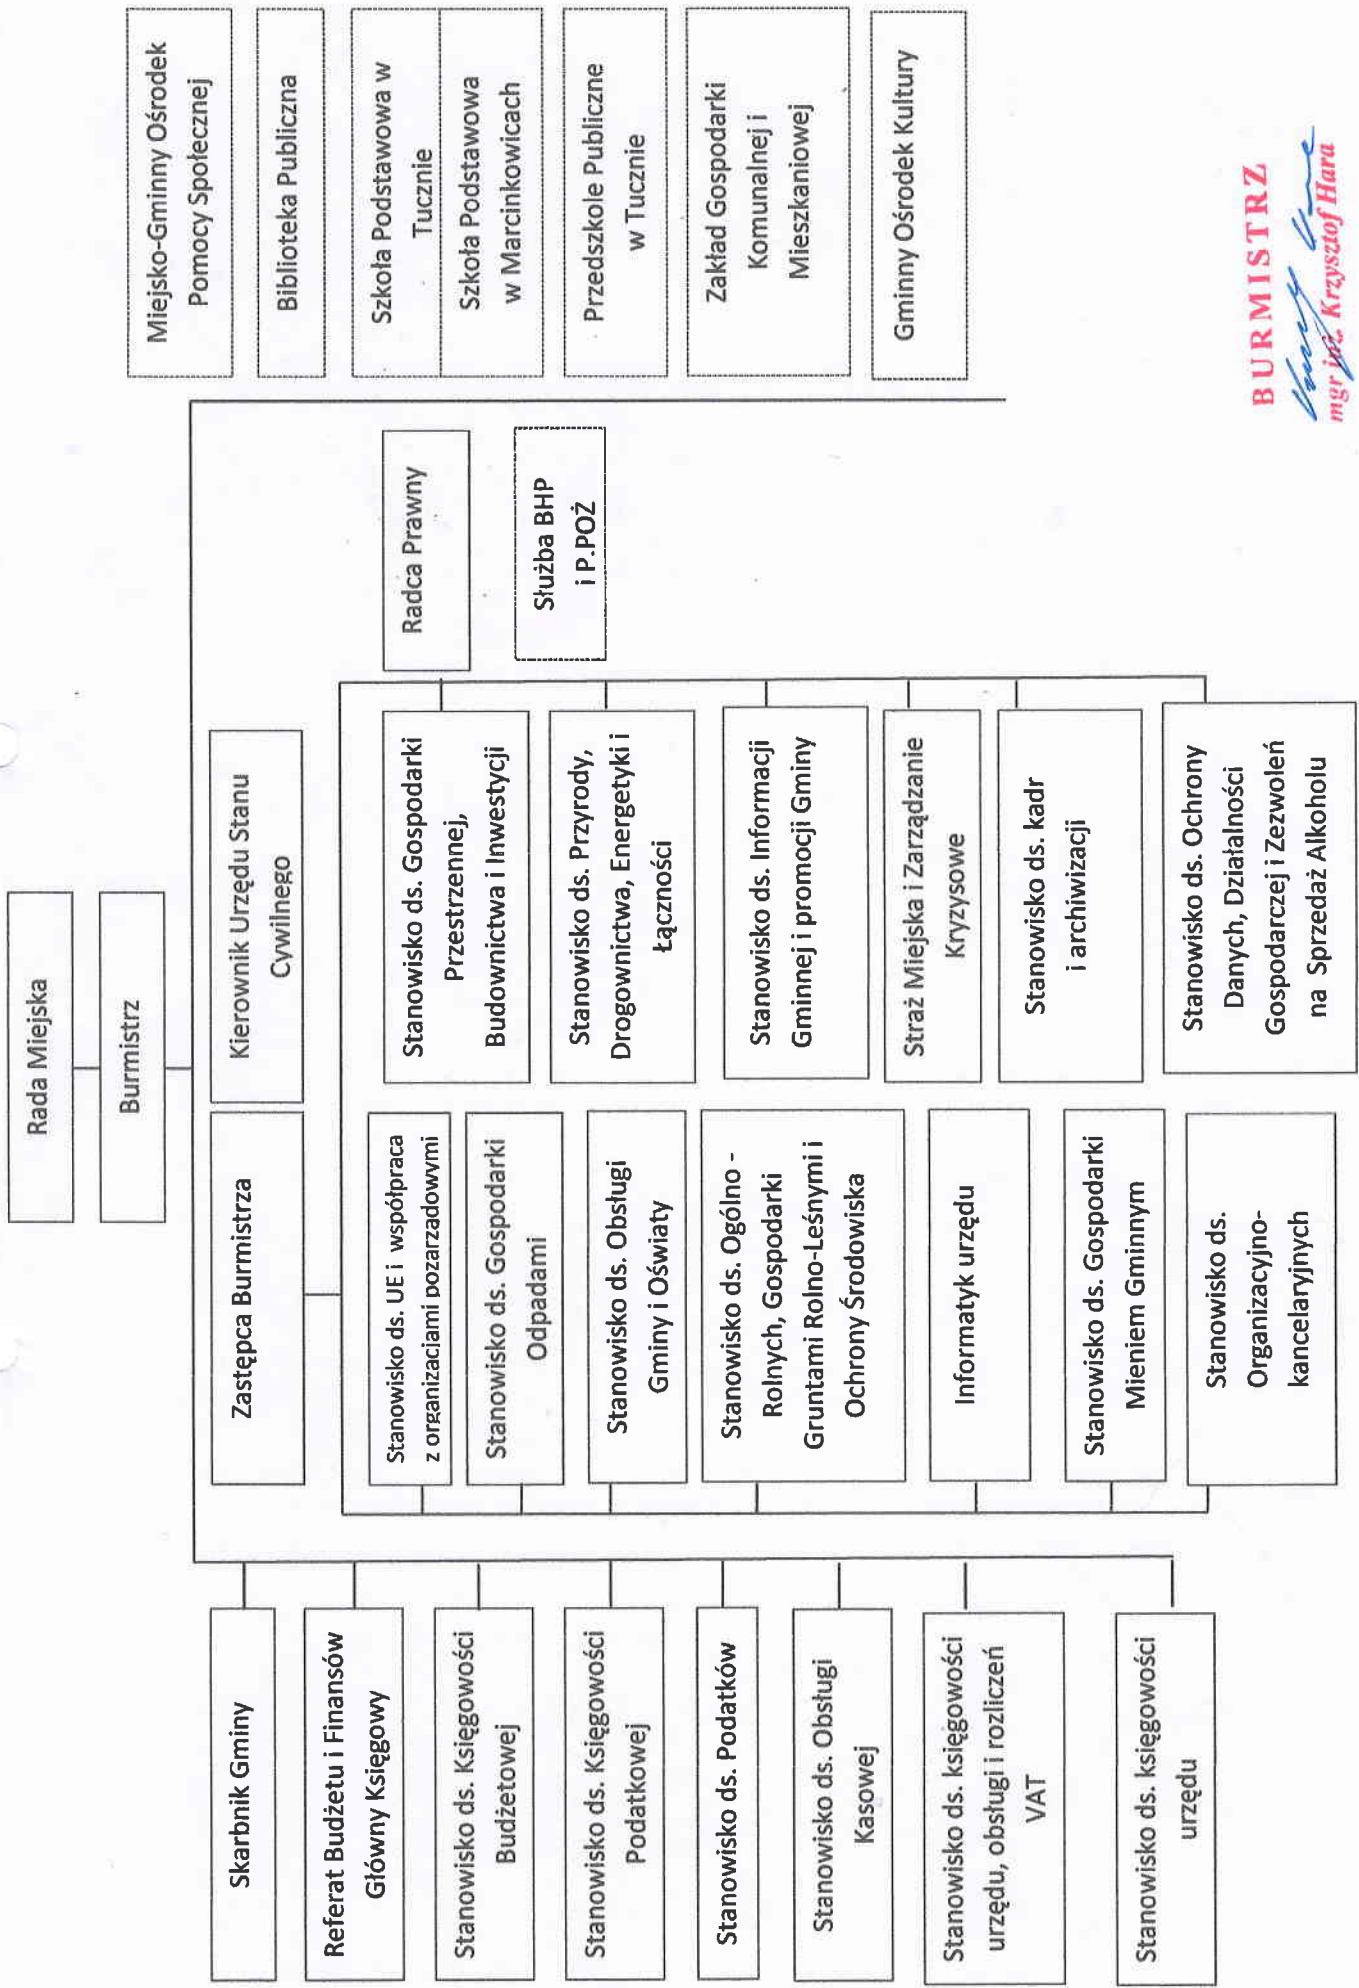 Rada Miejska
Burmistrz
Skarbnik Gminy
Referat Budżetu i Finansów
Główny Księgowy
Stanowisko ds. Księgowości
Budżetowej
Stanowisko ds. Księgowości
Podatkowej
Stanowisko ds. Podatków
Stanowisko ds. Obsługi
Kasowej
Stanowisko ds. księgowości
urzędu, obsługi i rozliczeń
VAT
Stanowisko ds. księgowości
urzędu
Zastępca Burmistrza
Stanowisko ds. UE i współpraca
z organizaciami pozarzadowymi
Stanowisko ds. Gospodarki
Odpadami
Stanowisko ds. Obsługi
Gminy i Oświaty
Stanowisko ds. Ogólno -
Rolnych, Gospodarki
Gruntami Rolno-Leśnymi i
Ochrony Środowiska
Informatyk urzędu
Stanowisko ds. Gospodarki
Mieniem Gminnym
Stanowisko ds.
Organizacyjno-
kancelaryjnych
Kierownik Urzędu Stanu
Cywilnego
Stanowisko ds. Gospodarki
Przestrzennej,
Budownictwa i Inwestycji
Stanowisko ds. Przyrody,
Drogownictwa, Energetyki i
Łączności
Stanowisko ds. Informacji
Gminnej i promocji Gminy
Straż Miejska i Zarządzanie
Kryzysowe
Stanowisko ds. kadr
i archiwizacji
Stanowisko ds. Ochrony
Danych, Działalności
Gospodarczej i Zezwoleń
na Sprzedaż Alkoholu
Radca Prawny
Służba BHP
i P.POŻ
Miejsko-Gminny Ośrodek
Pomocy Społecznej
Biblioteka Publiczna
Szkoła Podstawowa w
Tucznie
Szkoła Podstawowa
w Marcinkowicach
Przedszkole Publiczne
w Tucznie
Zakład Gospodarki
Komunalnej i
Mieszkaniowej
Gminny Ośrodek Kultury
BURMISTRZ
mgr inż. Krzysztof Hara